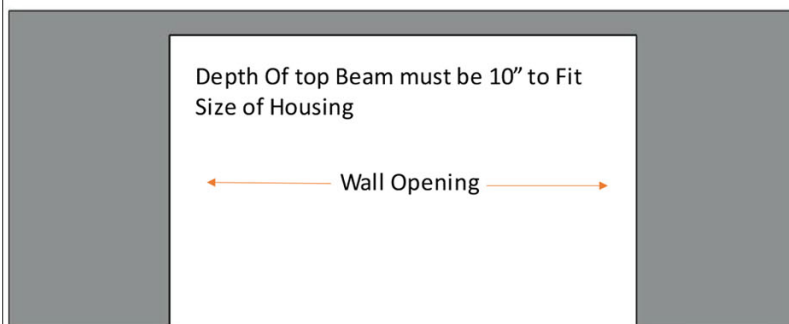 Depth Of top Beam must be 10” to Fit
Size of Housing
Wall Opening